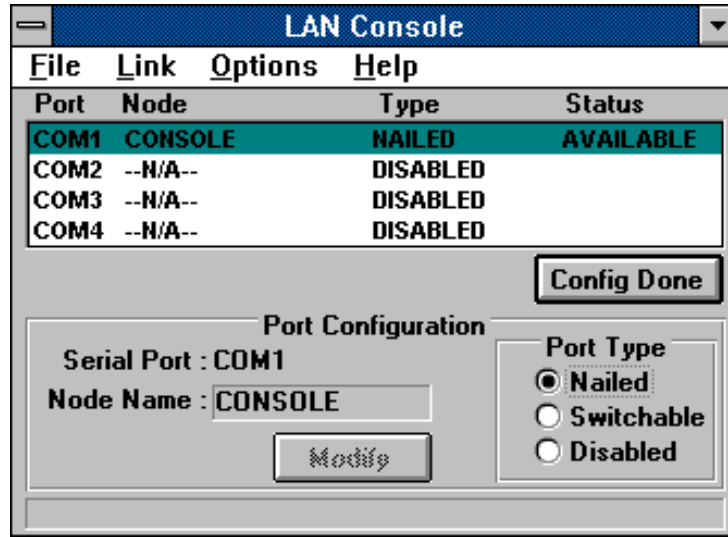 LAN Console
File Link Options Help
Port Node Type Status
COM1 CONSOLE NAILED AVAILABLE
COM2 --N/A-- DISABLED
COM3 --N/A-- DISABLED
COM4 --N/A-- DISABLED
Config Done
Port Configuration
Serial Port : COM1
Node Name : CONSOLE
Modify
Port Type
Nailed
Switchable
Disabled